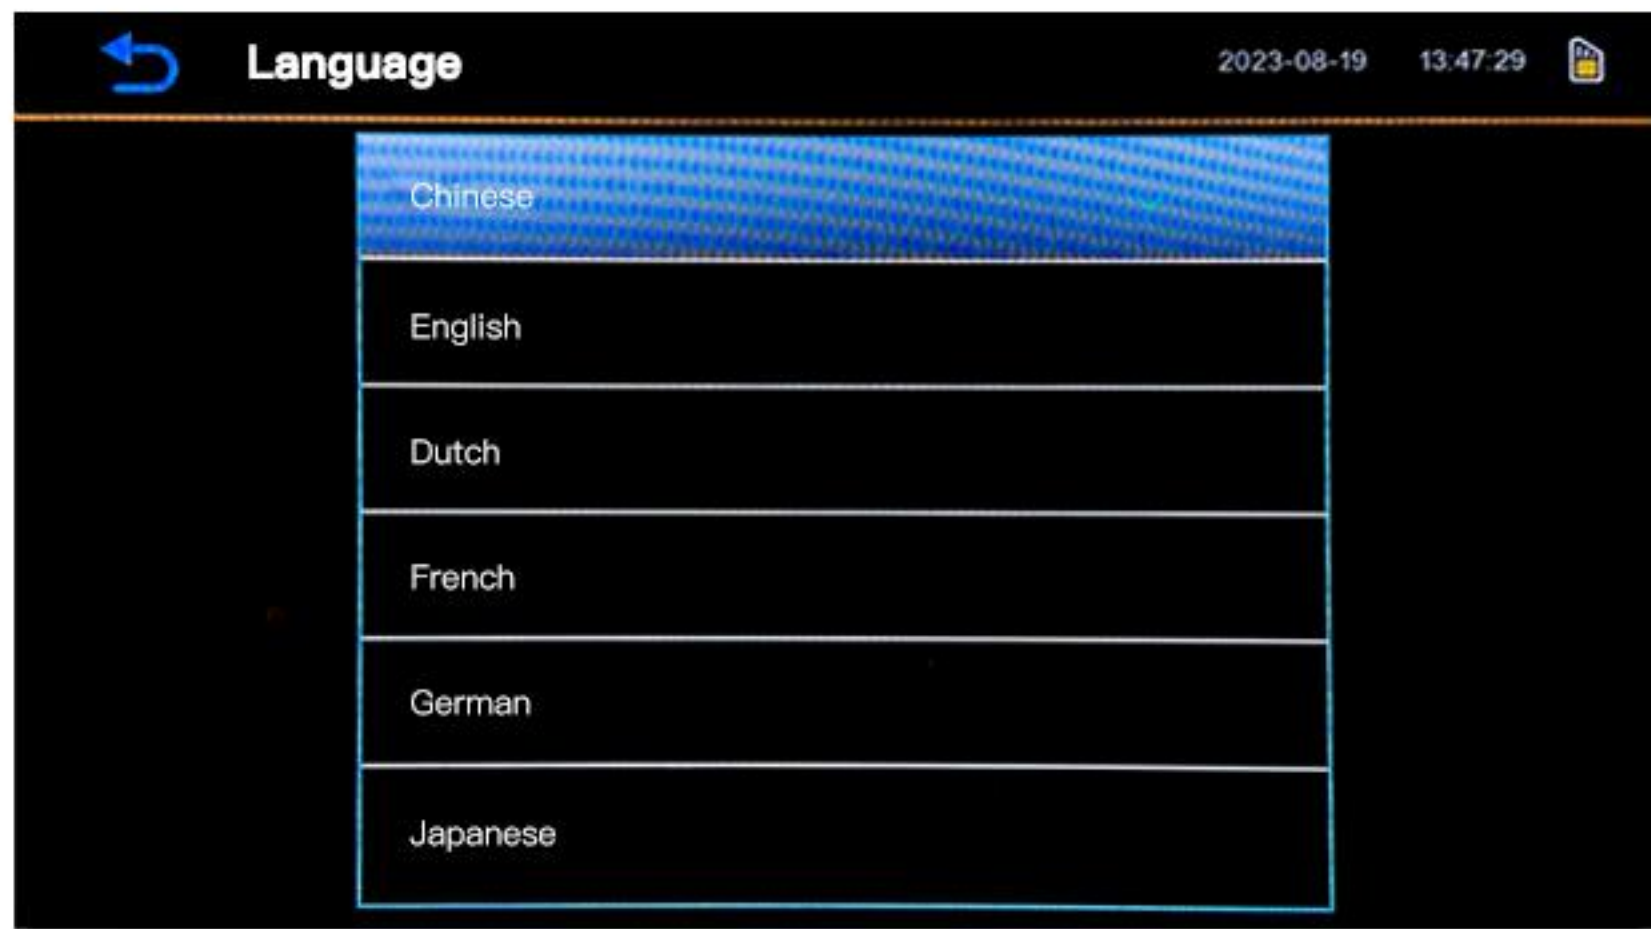 Language 2023-08-19 13:47:29
Chinese
English
Dutch
French
German
Japanese